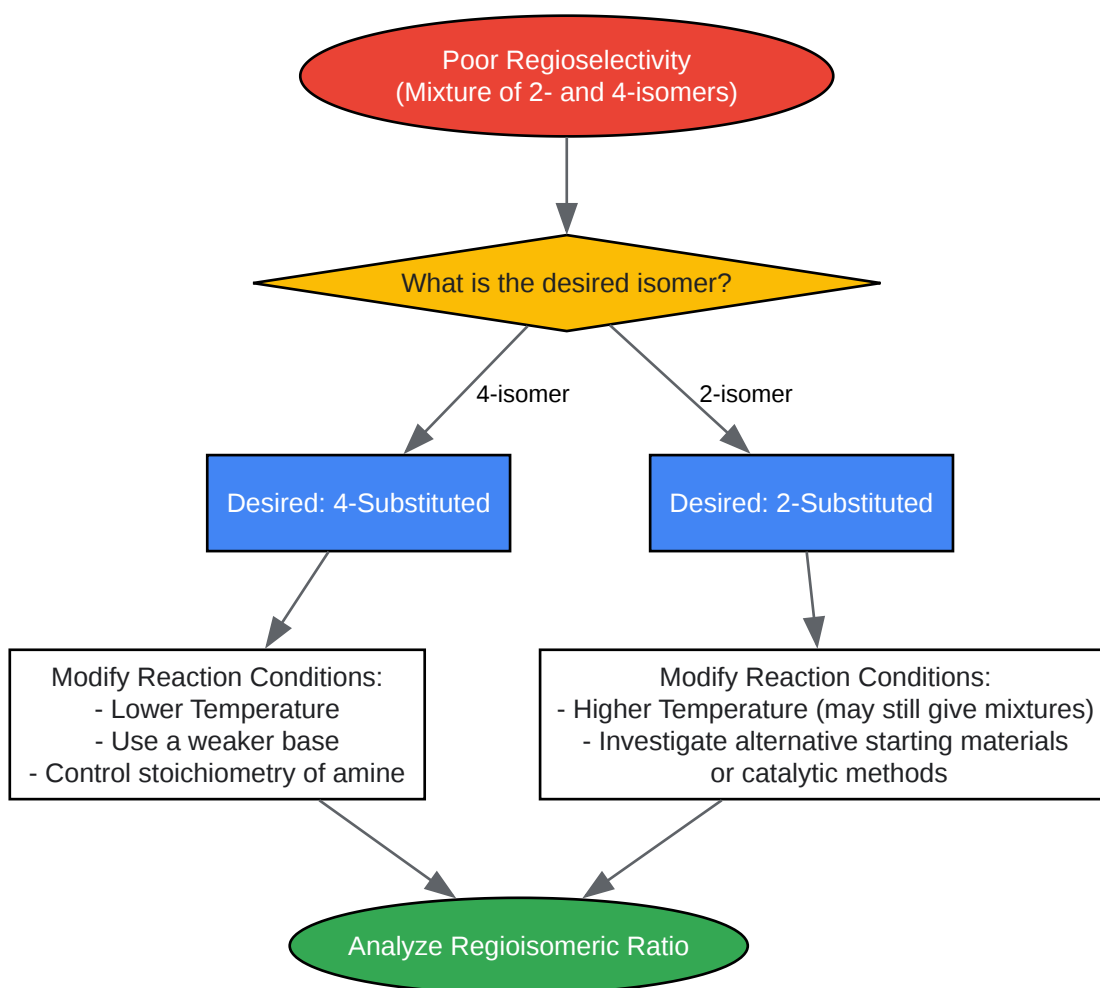 Poor Regioselectivity
(Mixture of 2- and 4-isomers)
What is the desired isomer?
4-isomer
2-isomer
Desired: 4-Substituted
Desired: 2-Substituted
Modify Reaction Conditions:
- Lower Temperature
- Use a weaker base
- Control stoichiometry of amine
Modify Reaction Conditions:
- Higher Temperature (may still give mixtures)
- Investigate alternative starting materials
or catalytic methods
Analyze Regioisomeric Ratio